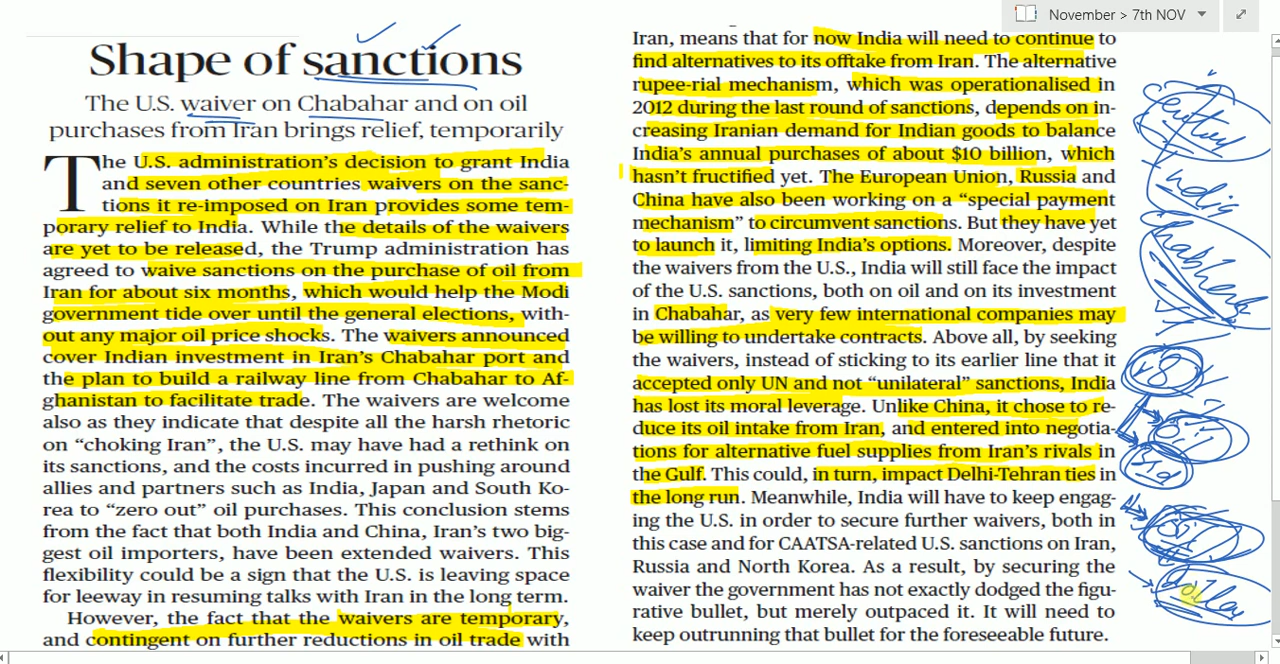 November > 7th NOV
Shape of sanctions
The U.S. waiver on Chabahar and on oil
purchases from Iran brings relief, temporarily
The U.S. administration's decision to grant India
and seven other countries waivers on the sanc-
tions it re-imposed on Iran provides some tem-
porary relief to India. While the details of the waivers
are yet to be released, the Trump administration has
agreed to waive sanctions on the purchase of oil from
Iran for about six months, which would help the Modi
government tide over until the general elections, with-
out any major oil price shocks. The waivers announced
cover Indian investment in Iran's Chabahar port and
the plan to build a railway line from Chabahar to Af-
ghanistan to facilitate trade. The waivers are welcome
also as they indicate that despite all the harsh rhetoric
on "choking Iran", the U.S. may have had a rethink on
its sanctions, and the costs incurred in pushing around
allies and partners such as India, Japan and South Ko-
rea to "zero out" oil purchases. This conclusion stems
from the fact that both India and China, Iran's two big-
gest oil importers, have been extended waivers. This
flexibility could be a sign that the U.S. is leaving space
for leeway in resuming talks with Iran in the long term.
However, the fact that the waivers are temporary,
and contingent on further reductions in oil trade with
Iran, means that for now India will need to continue to
find alternatives to its offtake from Iran. The alternative
rupee-rial mechanism, which was operationalised in
2012 during the last round of sanctions, depends on in-
creasing Iranian demand for Indian goods to balance
India's annual purchases of about $10 billion, which
hasn't fructified yet. The European Union, Russia and
China have also been working on a "special payment
mechanism" to circumvent sanctions. But they have yet
to launch it, limiting India's options. Moreover, despite
the waivers from the U.S., India will still face the impact
of the U.S. sanctions, both on oil and on its investment
in Chabahar, as very few international companies may
be willing to undertake contracts. Above all, by seeking
the waivers, instead of sticking to its earlier line that it
accepted only UN and not "unilateral" sanctions, India
has lost its moral leverage. Unlike China, it chose to re-
duce its oil intake from Iran, and entered into negotia-
tions for alternative fuel supplies from Iran's rivals in
the Gulf. This could, in turn, impact Delhi-Tehran ties in
the long run. Meanwhile, India will have to keep engag-
ing the U.S. in order to secure further waivers, both in
this case and for CAATSA-related U.S. sanctions on Iran,
Russia and North Korea. As a result, by securing the
waiver the government has not exactly dodged the figu-
rative bullet, but merely outpaced it. It will need to
keep outrunning that bullet for the foreseeable future.